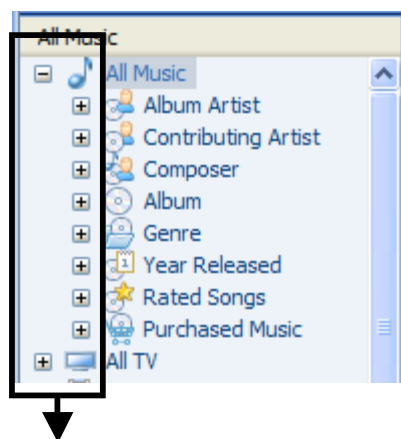 All Music
All Music
Album Artist
Contributing Artist
Composer
Album
Genre
Year Released
Rated Songs
Purchased Music
All TV